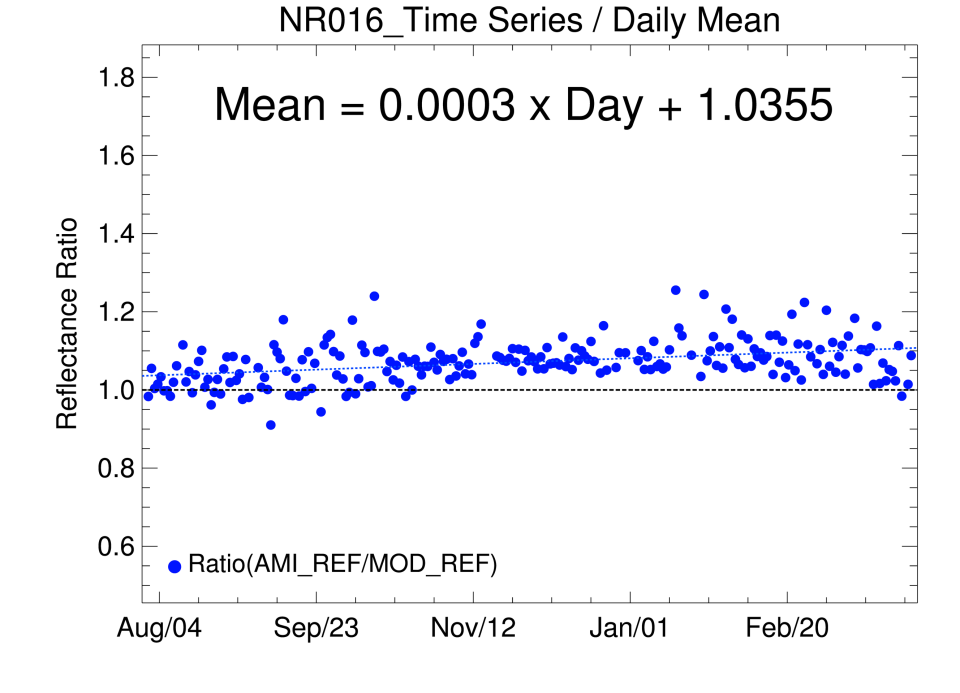 NR016_Time Series / Daily Mean
Mean = 0.0003 x Day + 1.0355
1.8
1.6
1.4
1.2
1.0
0.8
0.6
Reflectance Ratio
Ratio(AMI_REF/MOD_REF)
Aug/04 Sep/23 Nov/12 Jan/01 Feb/20